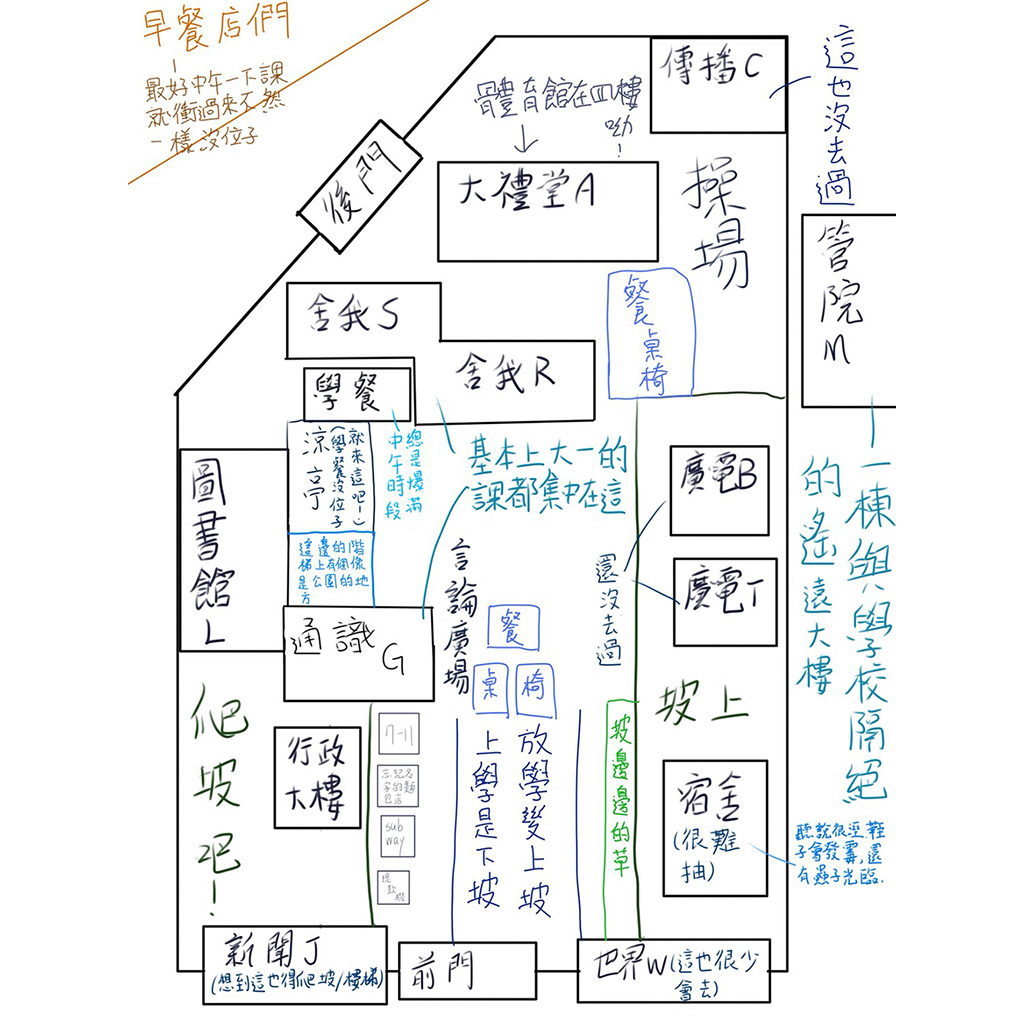 早餐店們
最好中午一下課
就衝過來不然
一樣沒位子
後門
體育館在四樓
呦!
大禮堂A
傳播C
這也沒去過
操場
管院M
一棟與學校隔絕
的遙遠大樓
餐桌椅
舍我S
舍我R
學餐
總是爆滿
中午時段
涼亭
(學餐沒位子
就來這吧!)
這邊的階
梯上有個像
是公園的地
方
基本上大一的
課都集中在這
圖書館L
通識G
言論廣場
餐
桌
椅
還沒去過
廣電B
廣電T
坡上
坡邊邊的草
宿舍
(很難
抽)
聽說很溼,鞋
子會發霉,還
有蟲子光臨.
爬坡吧!
行政
大樓
7-11
忘記名
字的麵
包店
sub
way
提款機
上學是下坡
放學變上坡
新聞J
(想到這也得爬坡/樓梯)
前門
世界W(這也很少
會去)